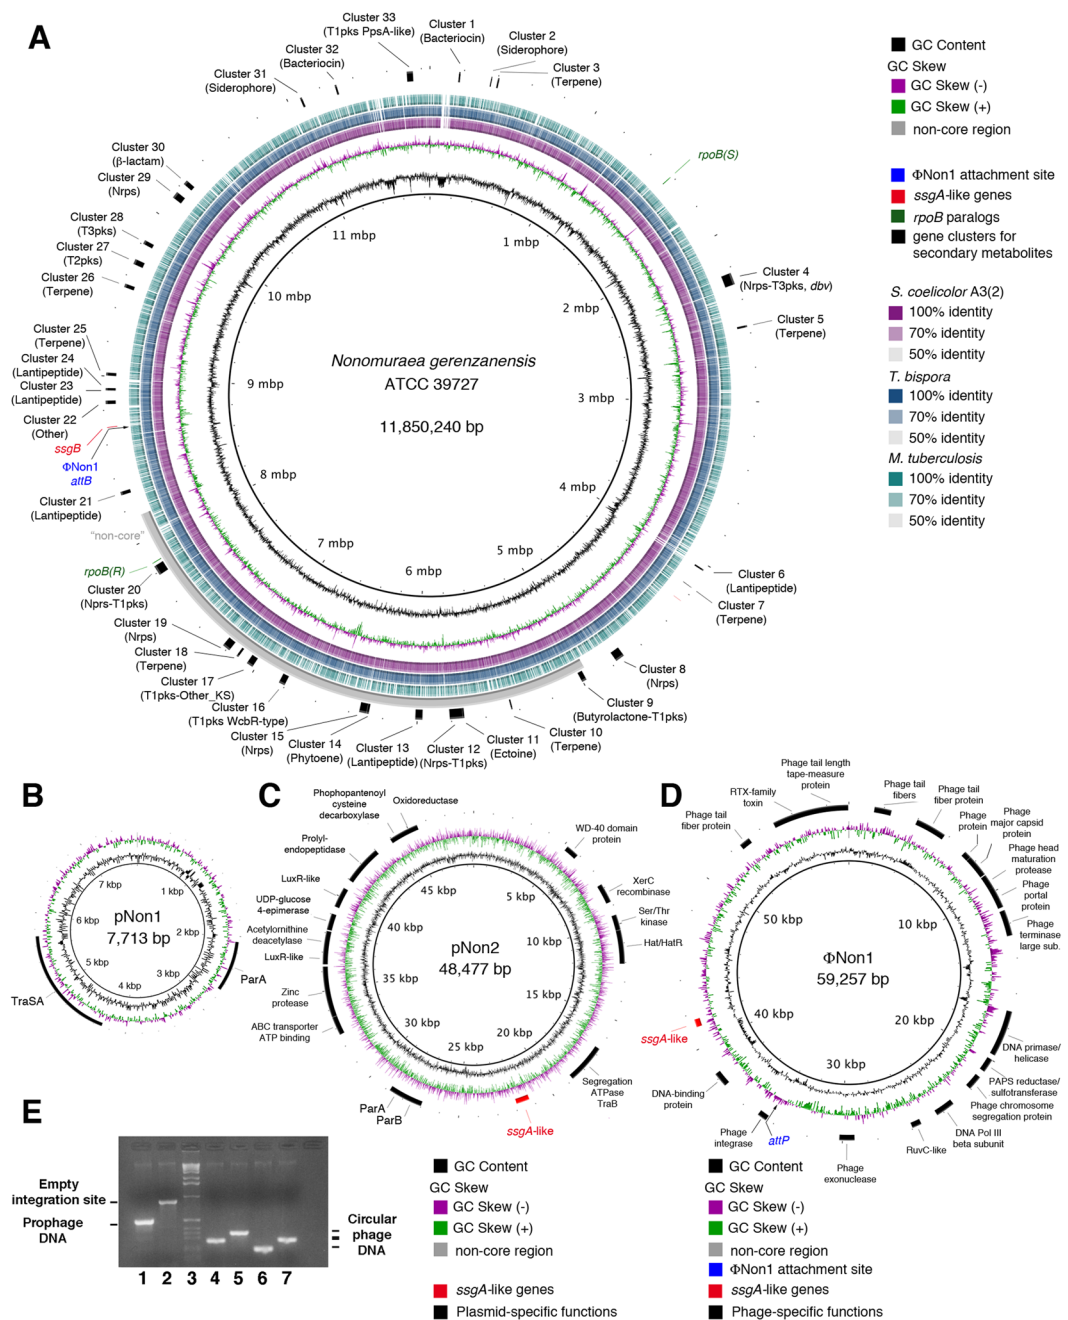 A
Cluster 33
(T1pks PpsA-like)
Cluster 1
(Bacteriocin)
Cluster 2
(Siderophore)
Cluster 3
(Terpene)
Cluster 32
(Bacteriocin)
Cluster 31
(Siderophore)
Cluster 30
(β-lactam)
Cluster 29
(Nrps)
Cluster 28
(T3pks)
Cluster 27
(T2pks)
Cluster 26
(Terpene)
Cluster 25
(Terpene)
Cluster 24
(Lantipeptide)
Cluster 23
(Lantipeptide)
Cluster 22
(Other)
ssgB
ΦNon1
attB
Cluster 21
(Lantipeptide)
"non-core"
rpoB(R)
Cluster 20
(Nprs-T1pks)
Cluster 19
(Nrps)
Cluster 18
(Terpene)
Cluster 17
(T1pks-Other_KS)
Cluster 16
(T1pks WcbR-type)
Cluster 15
(Nrps)
Cluster 14
(Phytoene)
Cluster 13
(Lantipeptide)
Cluster 12
(Nrps-T1pks)
Cluster 11
(Ectoine)
Cluster 10
(Terpene)
Cluster 9
(Butyrolactone-T1pks)
Cluster 8
(Nrps)
Cluster 7
(Terpene)
Cluster 6
(Lantipeptide)
Cluster 5
(Terpene)
Cluster 4
(Nrps-T3pks, dbv)
rpoB(S)
11 mbp
1 mbp
10 mbp
2 mbp
9 mbp
3 mbp
8 mbp
4 mbp
7 mbp
5 mbp
6 mbp
Nonomuraea gerenzanensis
ATCC 39727
11,850,240 bp
GC Content
GC Skew
GC Skew (-)
GC Skew (+)
non-core region
ΦNon1 attachment site
ssgA-like genes
rpoB paralogs
gene clusters for
secondary metabolites
S. coelicolor A3(2)
100% identity
70% identity
50% identity
T. bispora
100% identity
70% identity
50% identity
M. tuberculosis
100% identity
70% identity
50% identity
B
7 kbp
1 kbp
6 kbp
2 kbp
5 kbp
3 kbp
4 kbp
pNon1
7,713 bp
TraSA
ParA
C
Phophopantenoyl
cysteine
decarboxylase
Oxidoreductase
Prolyl-
endopeptidase
LuxR-like
UDP-glucose
4-epimerase
Acetylornithine
deacetylase
LuxR-like
Zinc
protease
ABC transporter
ATP binding
ParA
ParB
ssgA-like
Segregation
ATPase
TraB
Hat/HatR
Ser/Thr
kinase
XerC
recombinase
WD-40 domain
protein
45 kbp
5 kbp
40 kbp
10 kbp
35 kbp
15 kbp
30 kbp
20 kbp
25 kbp
pNon2
48,477 bp
GC Content
GC Skew
GC Skew (-)
GC Skew (+)
non-core region
ssgA-like genes
Plasmid-specific functions
D
Phage tail length
tape-measure
protein
RTX-family
toxin
Phage tail
fiber protein
Phage tail
fibers
Phage tail
fiber protein
Phage
protein
Phage
major capsid
protein
Phage head
maturation
protease
Phage
portal
protein
Phage
terminase
large sub.
DNA primase/
helicase
PAPS reductase/
sulfotransferase
Phage chromosome
segregation protein
DNA Pol III
beta subunit
RuvC-like
Phage
exonuclease
attP
Phage
integrase
DNA-binding
protein
ssgA-like
50 kbp
10 kbp
40 kbp
20 kbp
30 kbp
ΦNon1
59,257 bp
GC Content
GC Skew
GC Skew (-)
GC Skew (+)
non-core region
ΦNon1 attachment site
ssgA-like genes
Phage-specific functions
E
Empty
integration site
Prophage
DNA
Circular
phage
DNA
1 2 3 4 5 6 7